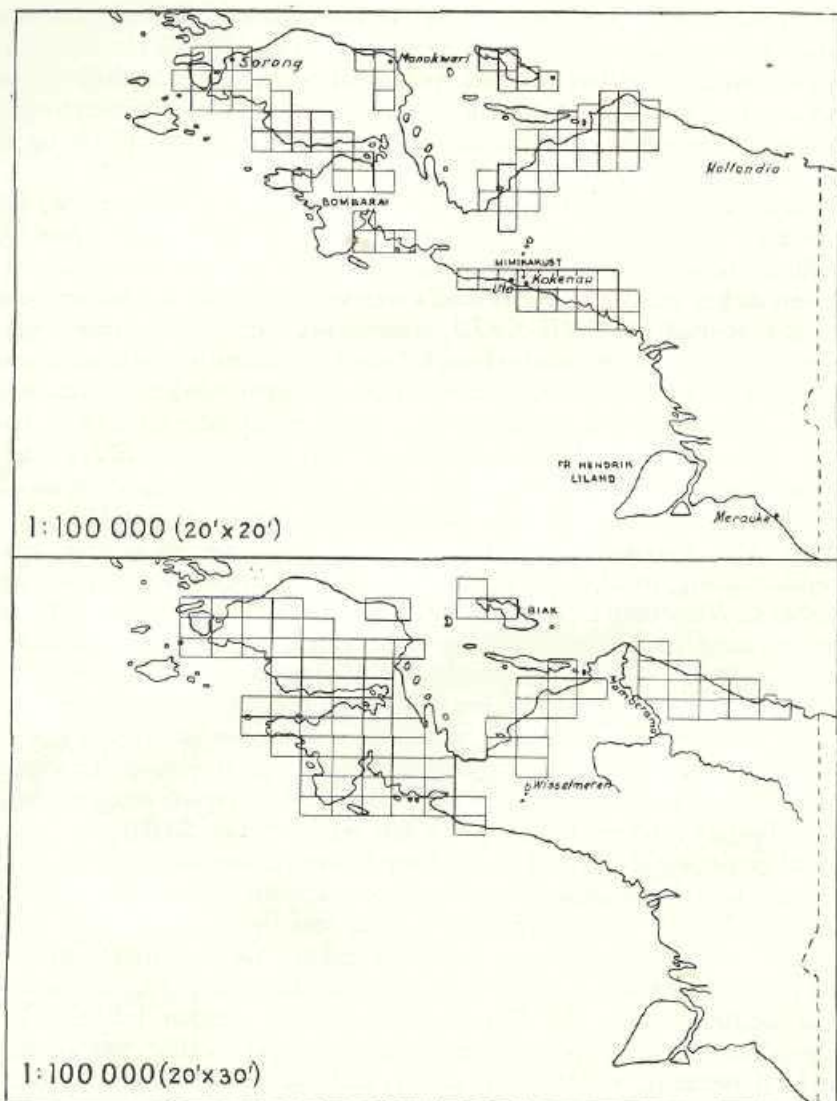 Sorong
Manokwari
Hollandia
BOMBARAI
MIMIKAKUST
Uta
Kokenau
FR HENDRIK
EILAND
Merauke
1:100 000 (20'x20')
BIAK
Mamberamo
Wisselmeren
1:100 000 (20'x30')